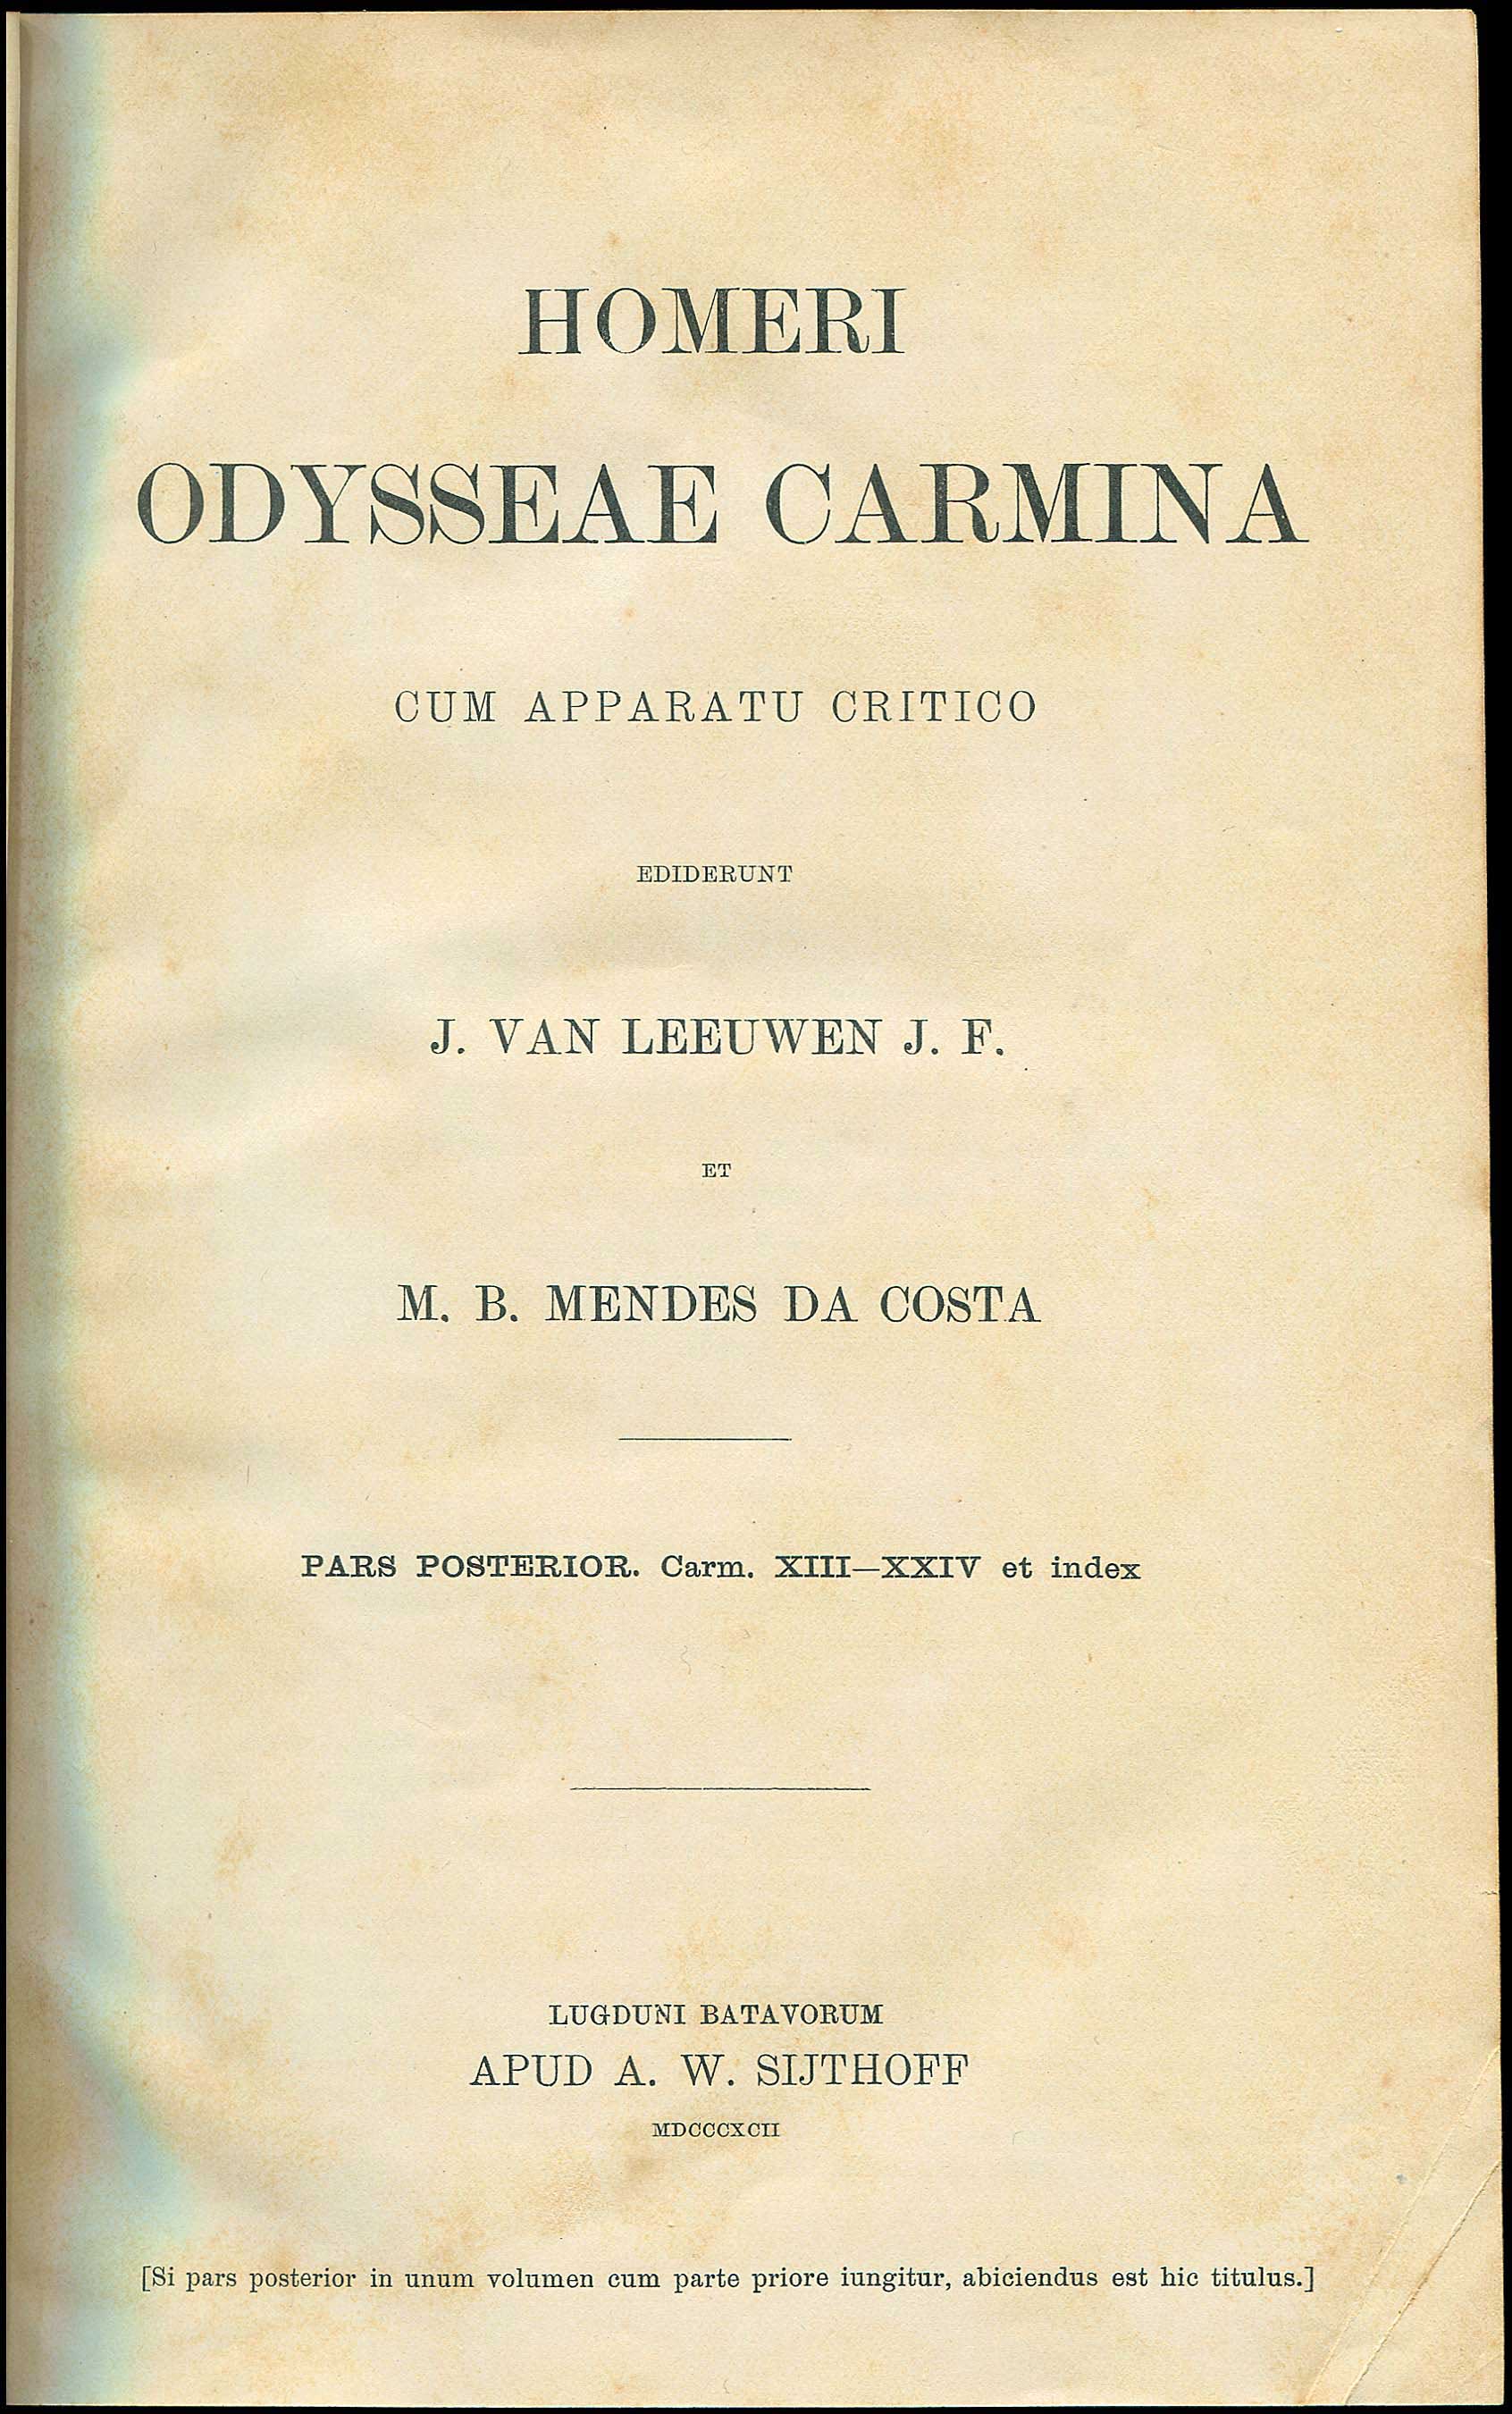 HOMERI
ODYSSEAE CARMINA
CUM APPARATU CRITICO
EDIDERUNT
J. VAN LEEUWEN J. F.
ET
M. B. MENDES DA COSTA
PARS POSTERIOR. Carm. XIII—XXIV et index
LUGDUNI BATAVORUM
APUD A. W. SIJTHOFF
MDCCCXCII
[Si pars posterior in unum volumen cum parte priore iungitur, abiciendus est hic titulus.]